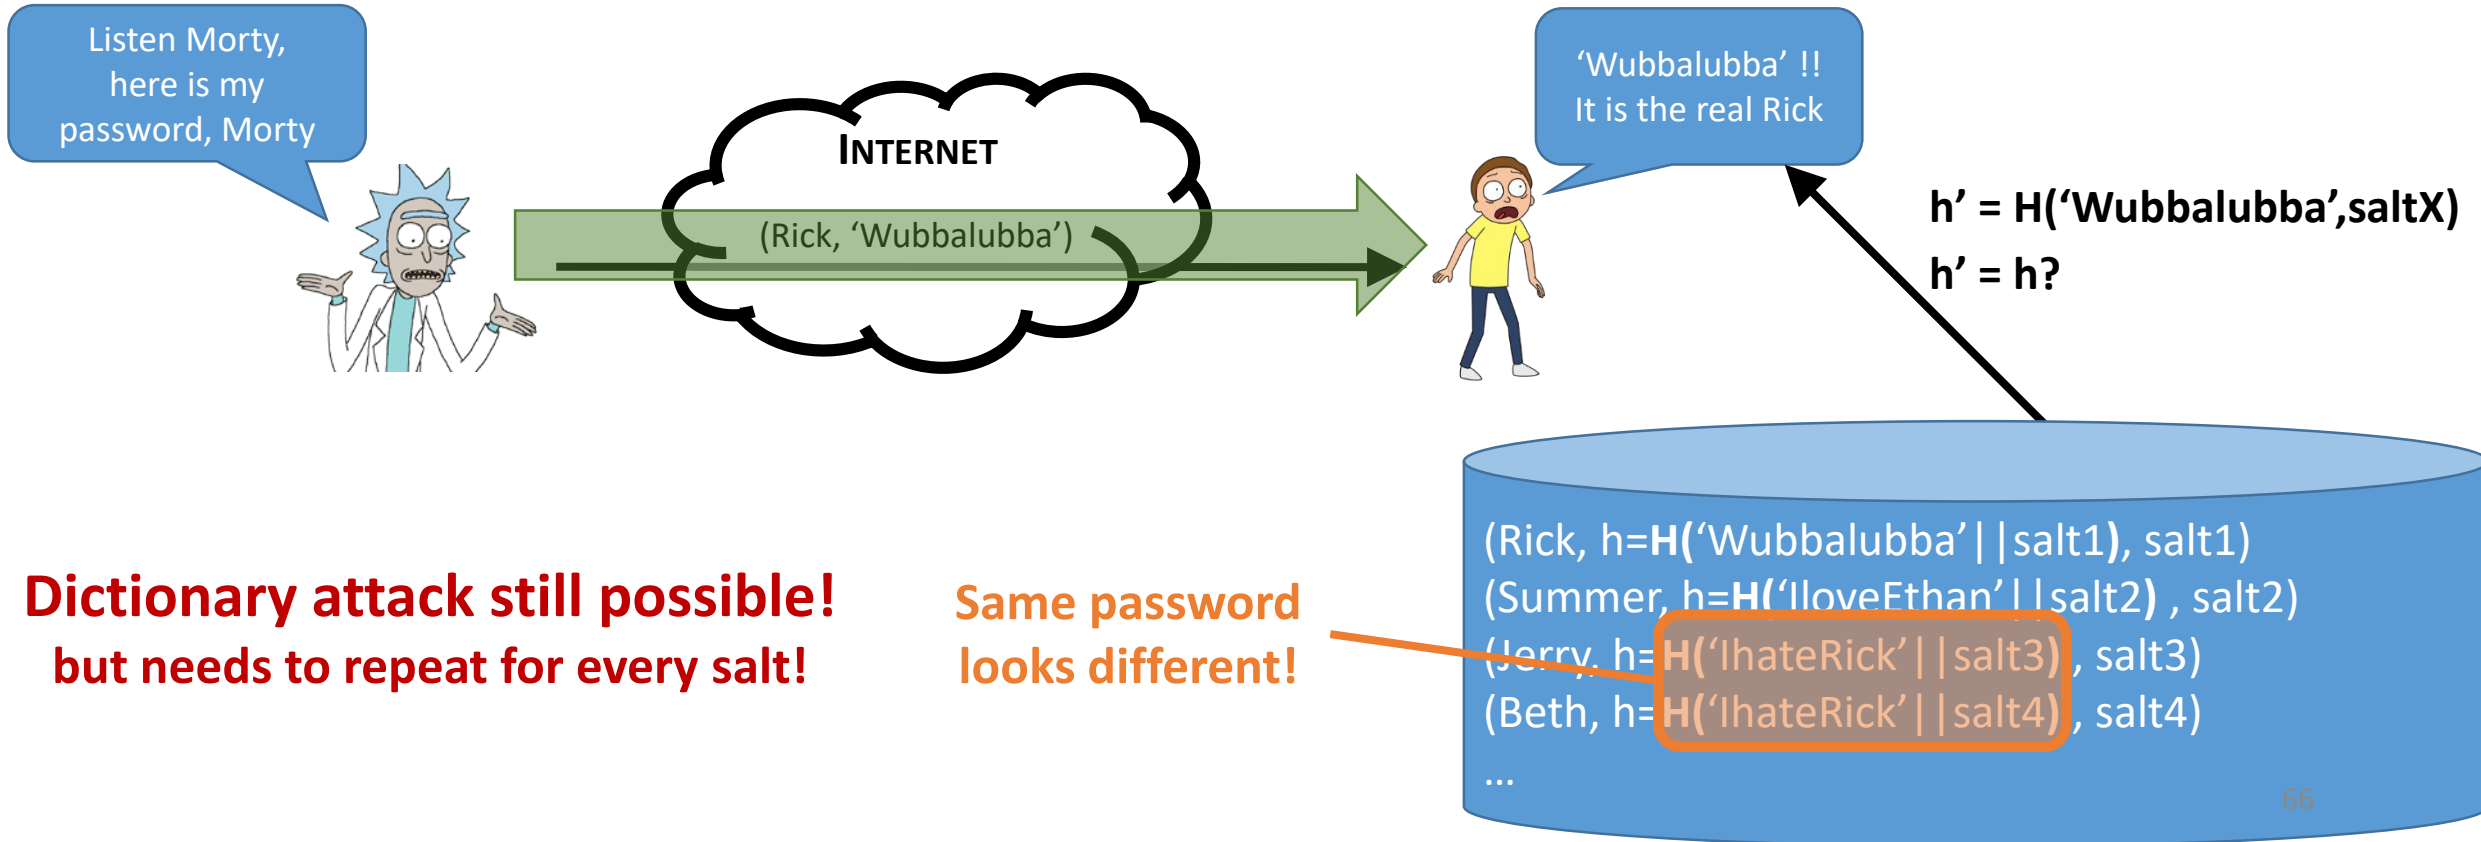 Listen Morty,
here is my
password, Morty
INTERNET
(Rick, ‘Wubbalubba’)
‘Wubbalubba’ !!
It is the real Rick
h’ = H(‘Wubbalubba’,saltX)
h’ = h?
Dictionary attack still possible!
but needs to repeat for every salt!
Same password
looks different!
(Rick, h=H(‘Wubbalubba’||salt1), salt1)
(Summer, h=H(‘IloveEthan’||salt2) , salt2)
(Jerry, h=H(‘IhateRick’||salt3) , salt3)
(Beth, h=H(‘IhateRick’||salt4) , salt4)
...
66